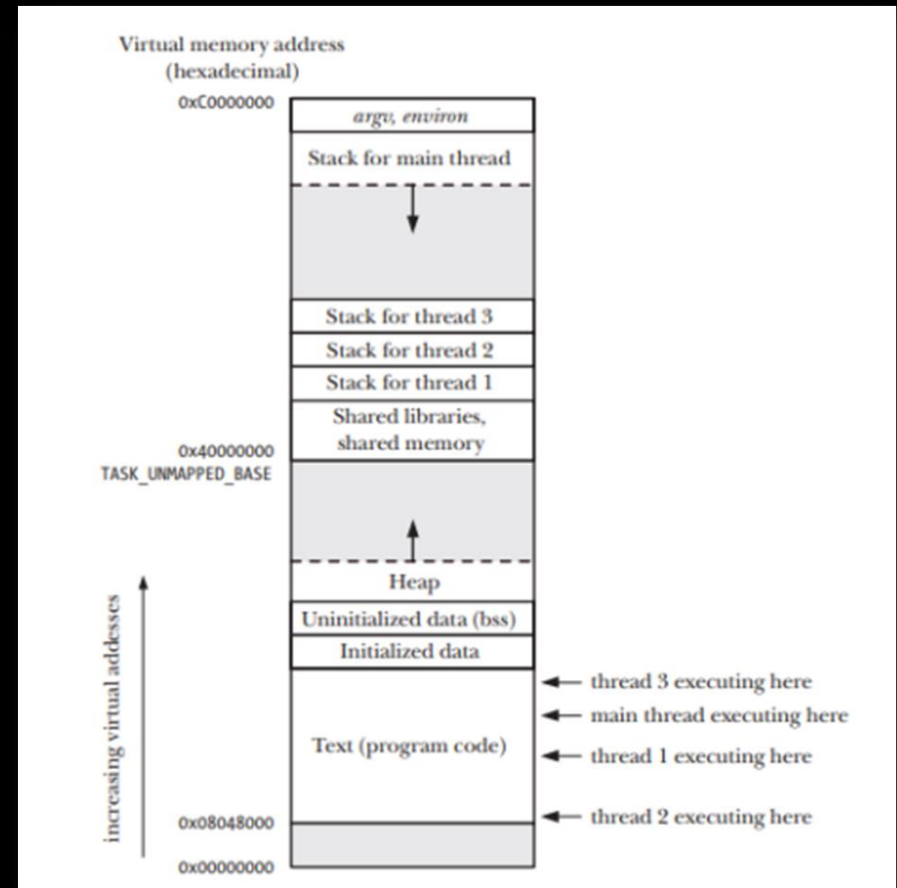 Virtual memory address
(hexadecimal)
0xC0000000
argv, environ
Stack for main thread
Stack for thread 3
Stack for thread 2
Stack for thread 1
Shared libraries,
shared memory
0x40000000
TASK_UNMAPPED_BASE
Heap
Uninitialized data (bss)
Initialized data
thread 3 executing here
main thread executing here
Text (program code)
thread 1 executing here
thread 2 executing here
increasing virtual addesses
0x08048000
0x00000000